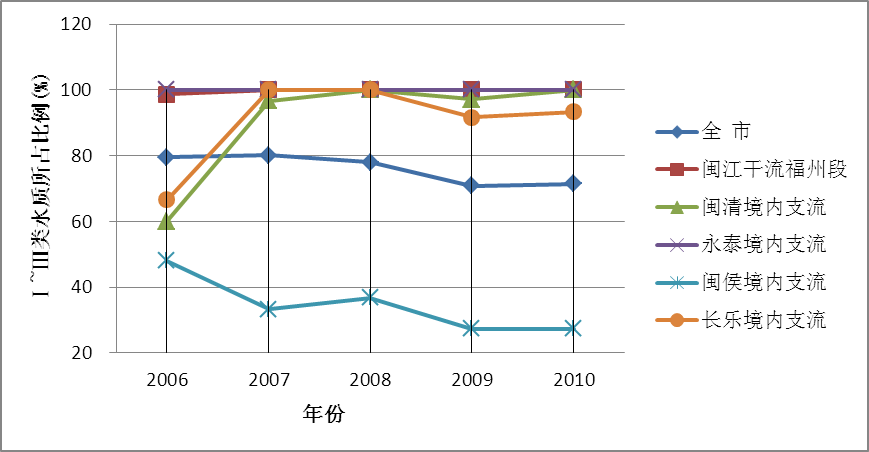 120
100
80
60
40
20
Ⅰ~Ⅲ类水质所占比例(%)
2006 2007 2008 2009 2010
年份
全 市
闽江干流福州段
闽清境内支流
永泰境内支流
闽侯境内支流
长乐境内支流